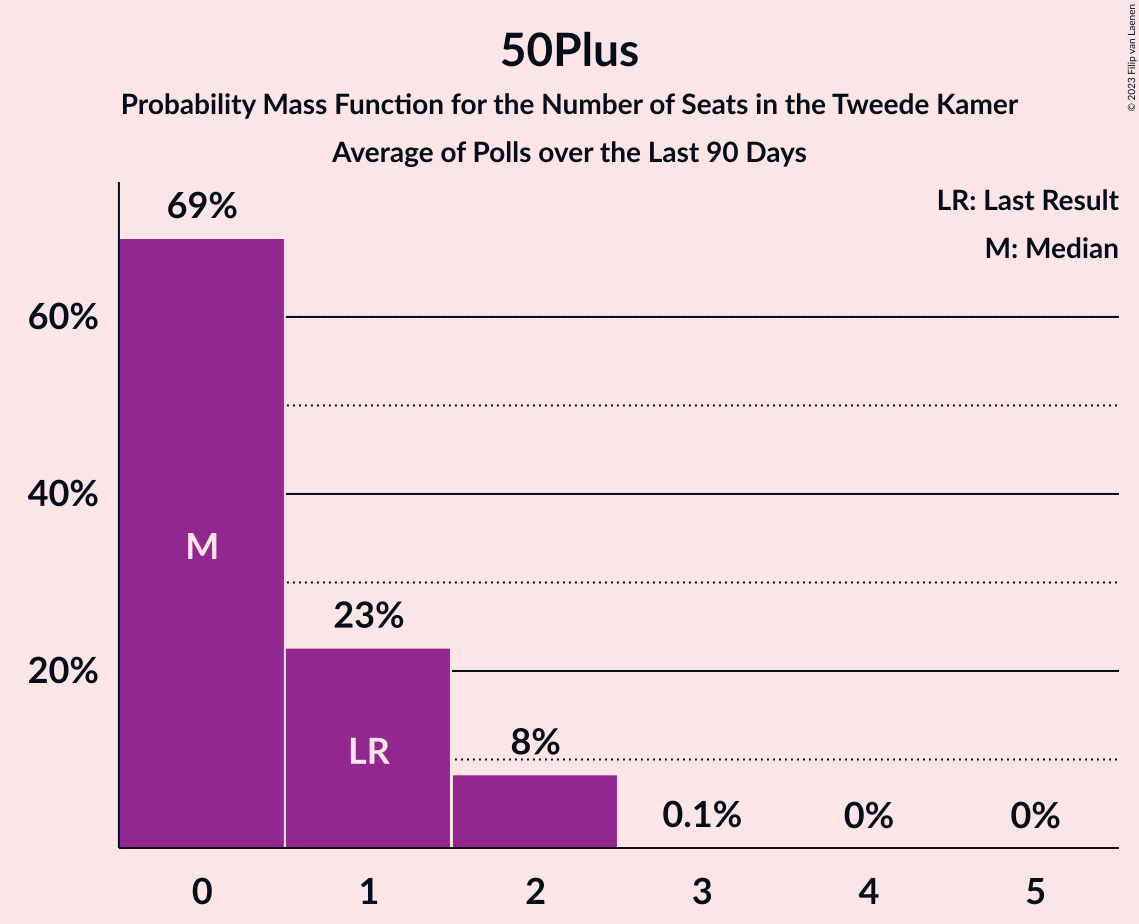 50Plus
Probability Mass Function for the Number of Seats in the Tweede Kamer
Average of Polls over the Last 90 Days
© 2023 Filip van Laenen
LR: Last Result
M: Median
69%
60%
40%
M
23%
20%
LR
8%
0.1%
0%
0%
0 1 2 3 4 5